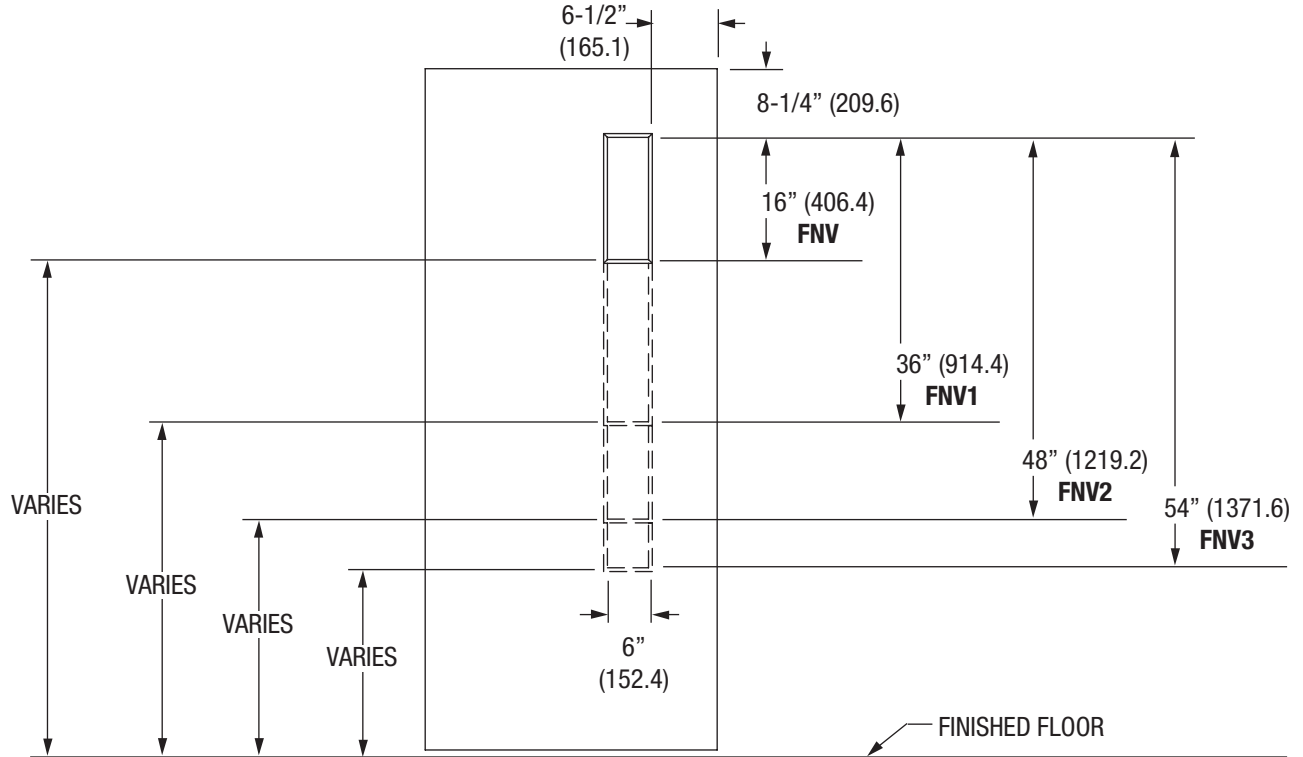 6-1/2”
(165.1)
8-1/4” (209.6)
16” (406.4)
FNV
36” (914.4)
FNV1
48” (1219.2)
FNV2
54” (1371.6)
FNV3
VARIES
VARIES
VARIES
VARIES
6”
(152.4)
FINISHED FLOOR